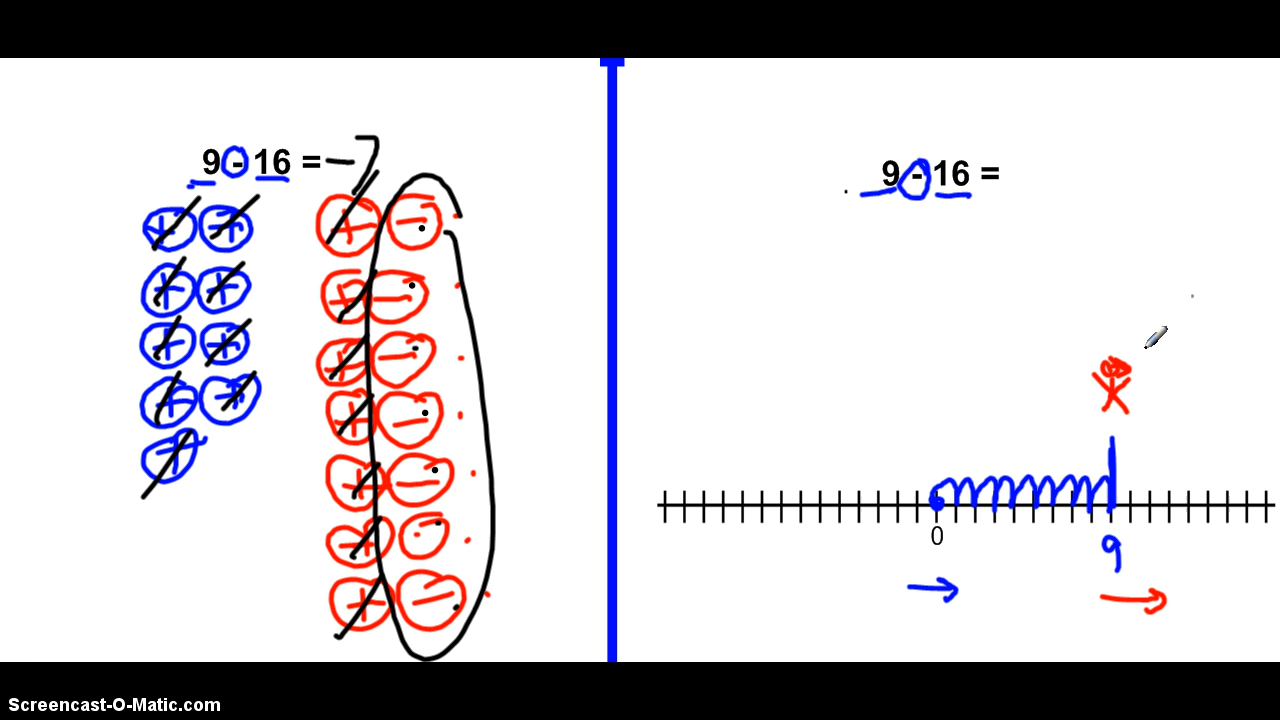 9 - 16 = -7
9 - 16 =
0
9
Screencast-O-Matic.com